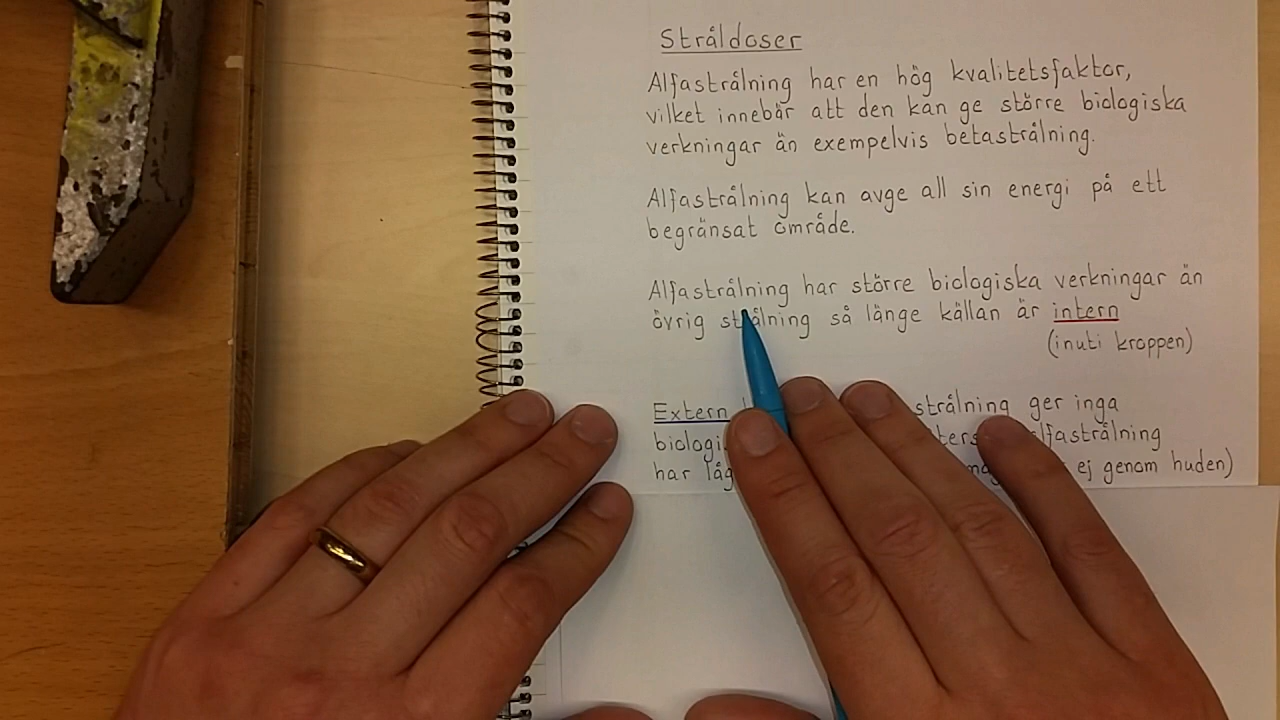 Stråldoser
Alfastrålning har en hög kvalitetsfaktor,
vilket innebär att den kan ge större biologiska
verkningar än exempelvis betastrålning.
Alfastrålning kan avge all sin energi på ett
begränsat område.
Alfastrålning har större biologiska verkningar än
övrig strålning så länge källan är intern
(inuti kroppen)
Extern strålning ger inga
alfastrålning
har låg ej genom huden)